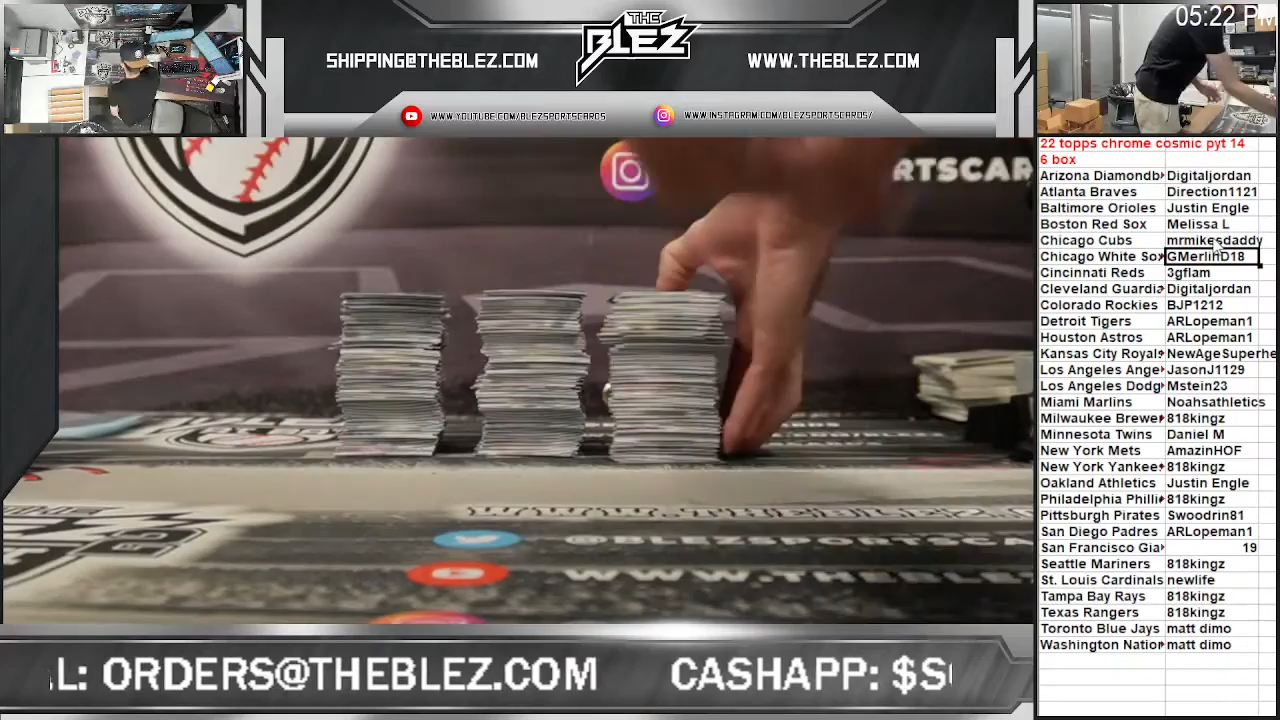 05:22 PM
THE
BLEZ
SHIPPING@THEBLEZ.COM
WWW.THEBLEZ.COM
WWW.YOUTUBE.COM/BLEZSPORTSCARDS
WWW.INSTAGRAM.COM/BLEZSPORTSCARDS/
RTSCAR
@BLEZSPORTSCA
WWW.THEBLEZ
L: ORDERS@THEBLEZ.COM
CASHAPP: $S
22 topps chrome cosmic pyt 14
6 box
Arizona Diamondb Digitaljordan
Atlanta Braves Direction1121
Baltimore Orioles Justin Engle
Boston Red Sox Melissa L
Chicago Cubs mrmikesdaddy
Chicago White Sox GMerlinD18
Cincinnati Reds 3gflam
Cleveland Guardia Digitaljordan
Colorado Rockies BJP1212
Detroit Tigers ARLopeman1
Houston Astros ARLopeman1
Kansas City Royals NewAgeSuperhe
Los Angeles Ange JasonJ1129
Los Angeles Dodg Mstein23
Miami Marlins Noahsathletics
Milwaukee Brewe 818kingz
Minnesota Twins Daniel M
New York Mets AmazinHOF
New York Yankee 818kingz
Oakland Athletics Justin Engle
Philadelphia Philli 818kingz
Pittsburgh Pirates Swoodrin81
San Diego Padres ARLopeman1
San Francisco Gia 19
Seattle Mariners 818kingz
St. Louis Cardinals newlife
Tampa Bay Rays 818kingz
Texas Rangers 818kingz
Toronto Blue Jays matt dimo
Washington Nation matt dimo